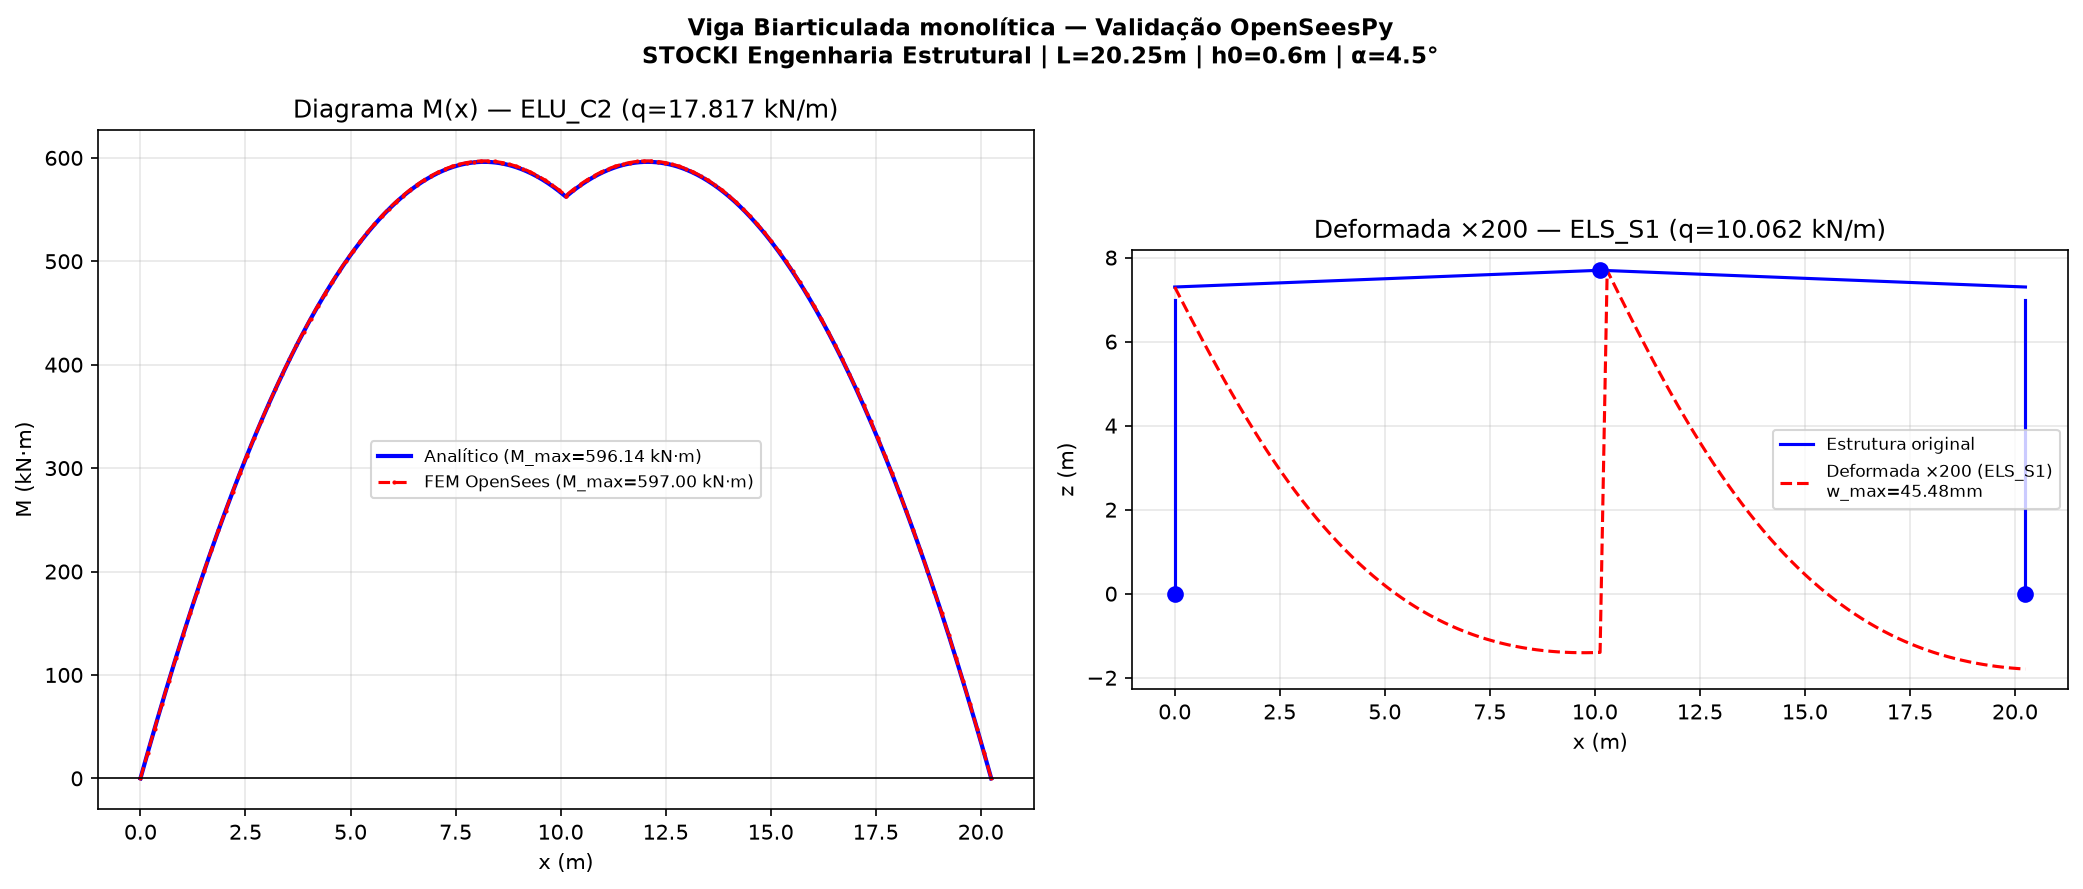 Viga Biarticulada monolítica — Validação OpenSeesPy
STOCKI Engenharia Estrutural | L=20.25m | h0=0.6m | α=4.5°
Diagrama M(x) — ELU_C2 (q=17.817 kN/m)
600
500
400
300
200
100
0
M (kN·m)
Analítico (M_max=596.14 kN·m)
FEM OpenSees (M_max=597.00 kN·m)
0.0 2.5 5.0 7.5 10.0 12.5 15.0 17.5 20.0
x (m)
Deformada ×200 — ELS_S1 (q=10.062 kN/m)
8
6
4
2
0
−2
z (m)
Estrutura original
Deformada ×200 (ELS_S1)
w_max=45.48mm
0.0 2.5 5.0 7.5 10.0 12.5 15.0 17.5 20.0
x (m)